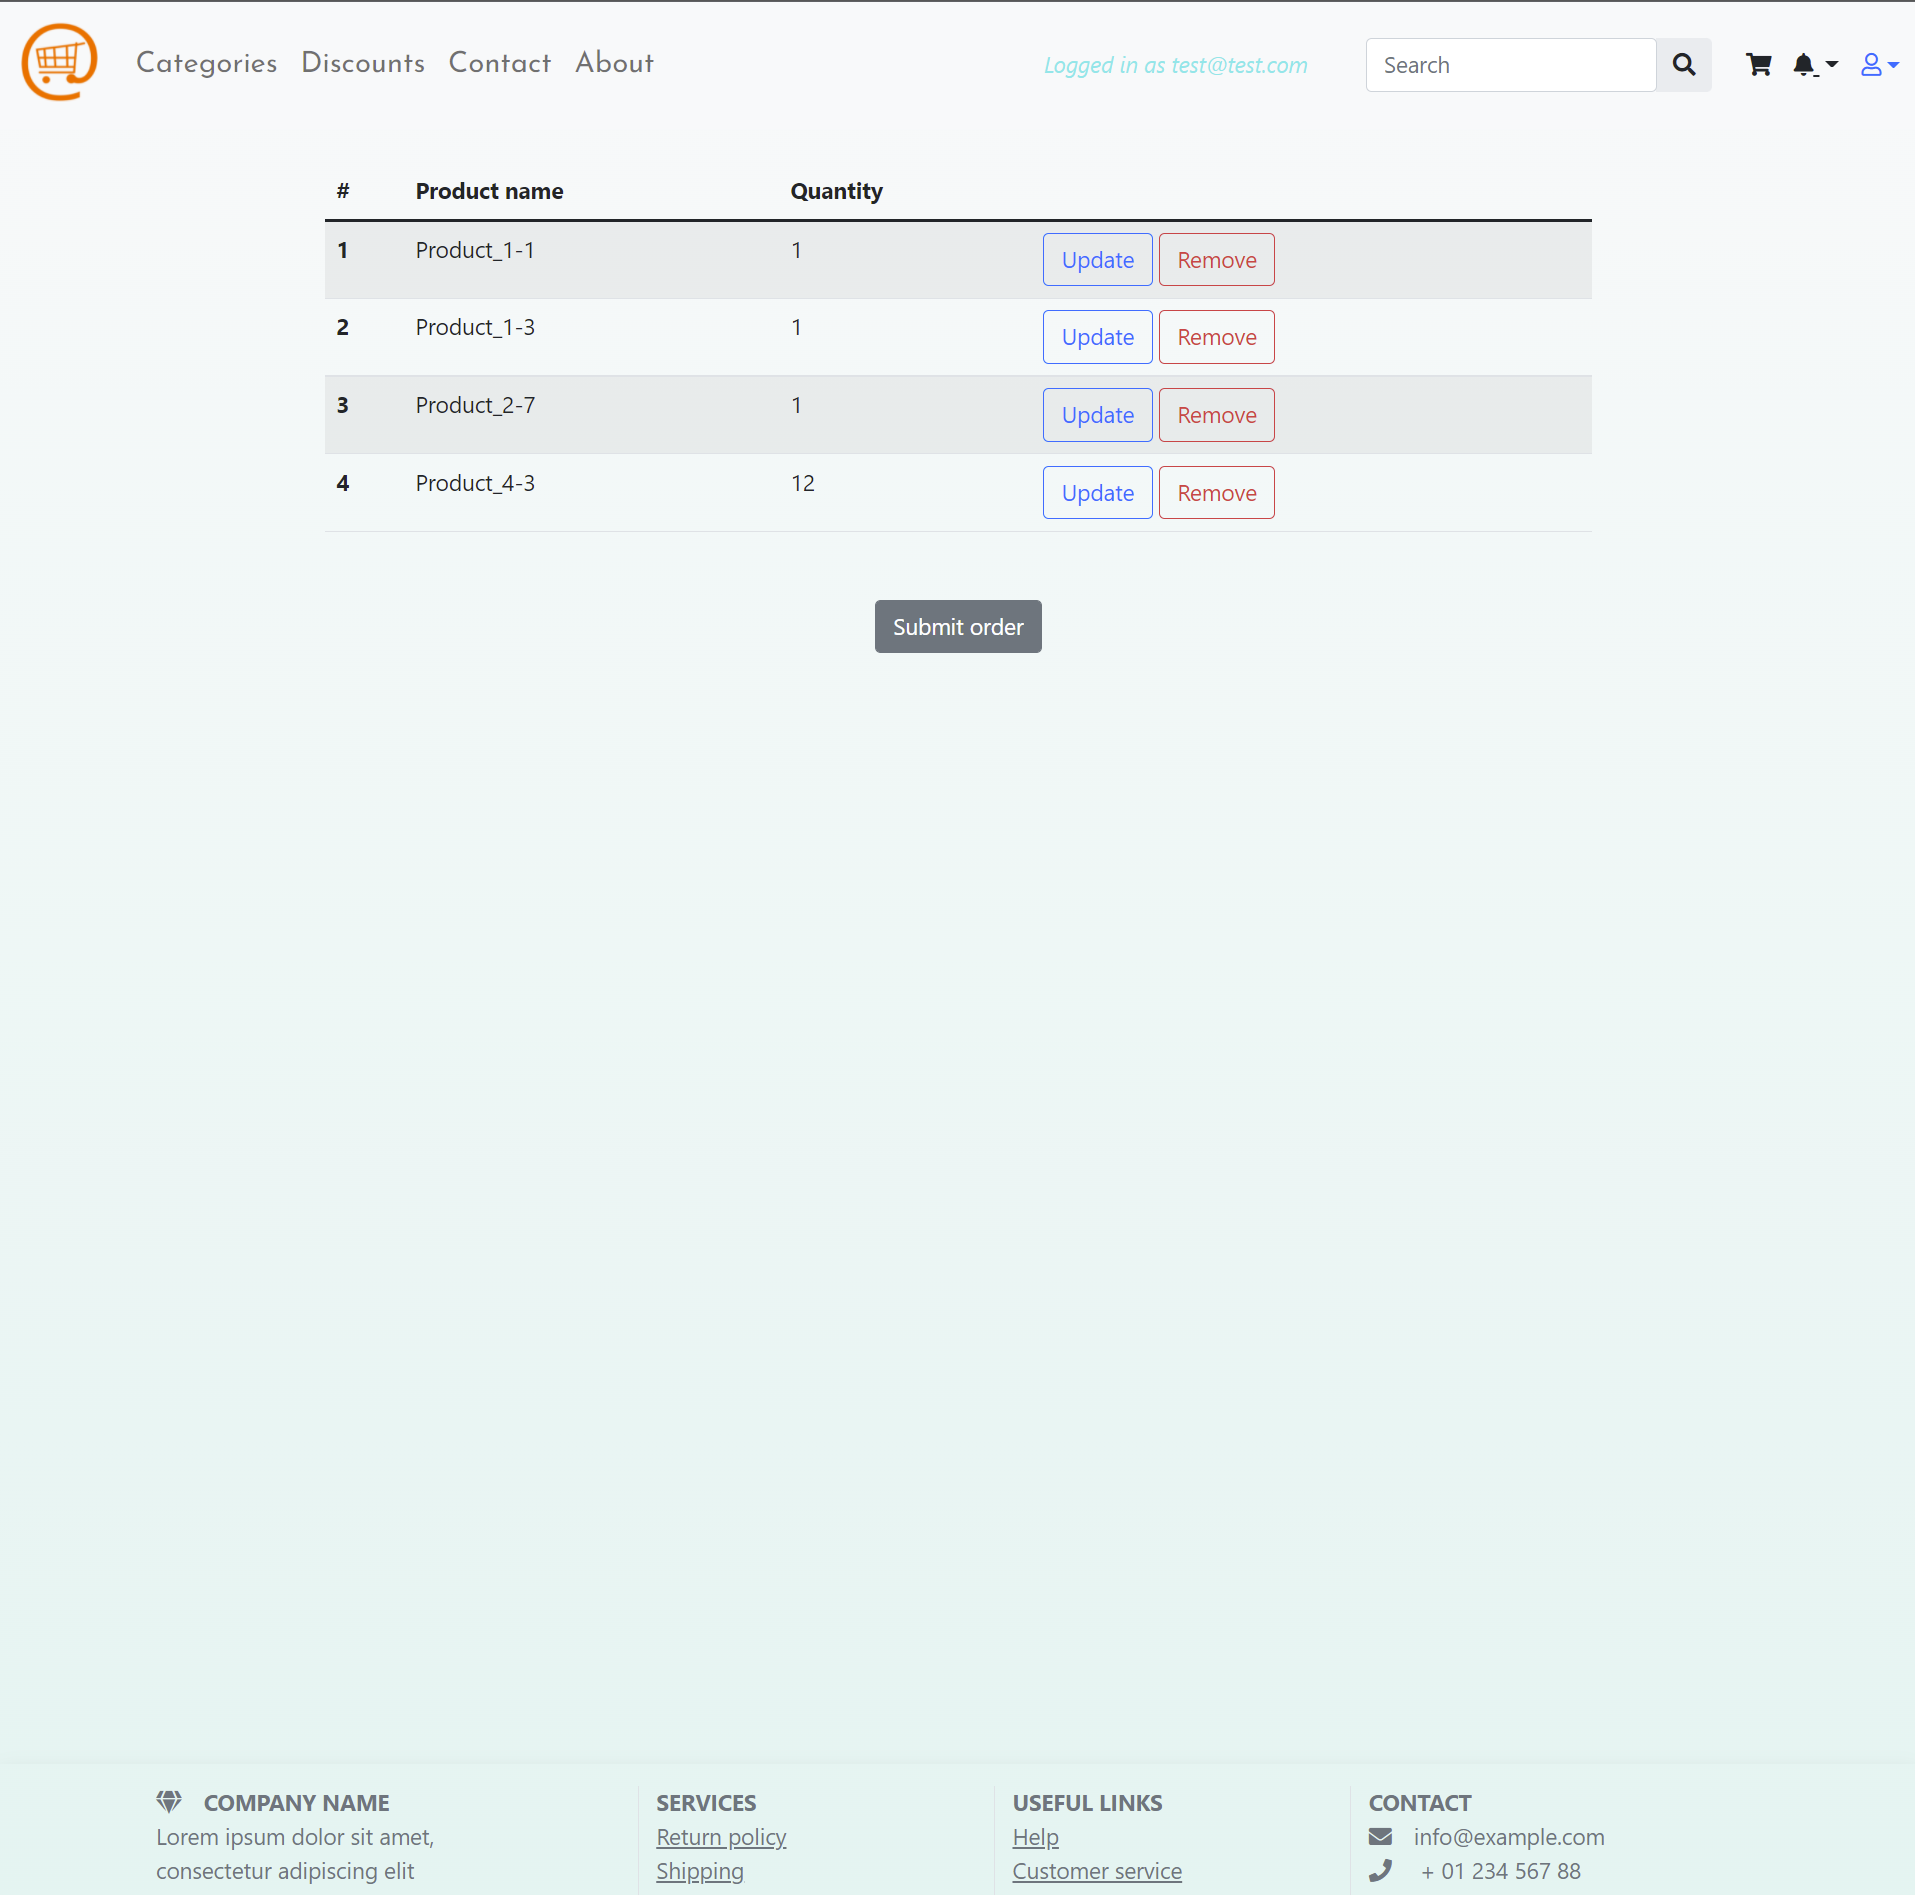 Categories Discounts Contact About Logged in as test@test.com Search
# Product name Quantity
1 Product_1-1 1 Update Remove
2 Product_1-3 1 Update Remove
3 Product_2-7 1 Update Remove
4 Product_4-3 12 Update Remove
Submit order
COMPANY NAME
Lorem ipsum dolor sit amet,
consectetur adipiscing elit
SERVICES
Return policy
Shipping
USEFUL LINKS
Help
Customer service
CONTACT
info@example.com
+ 01 234 567 88